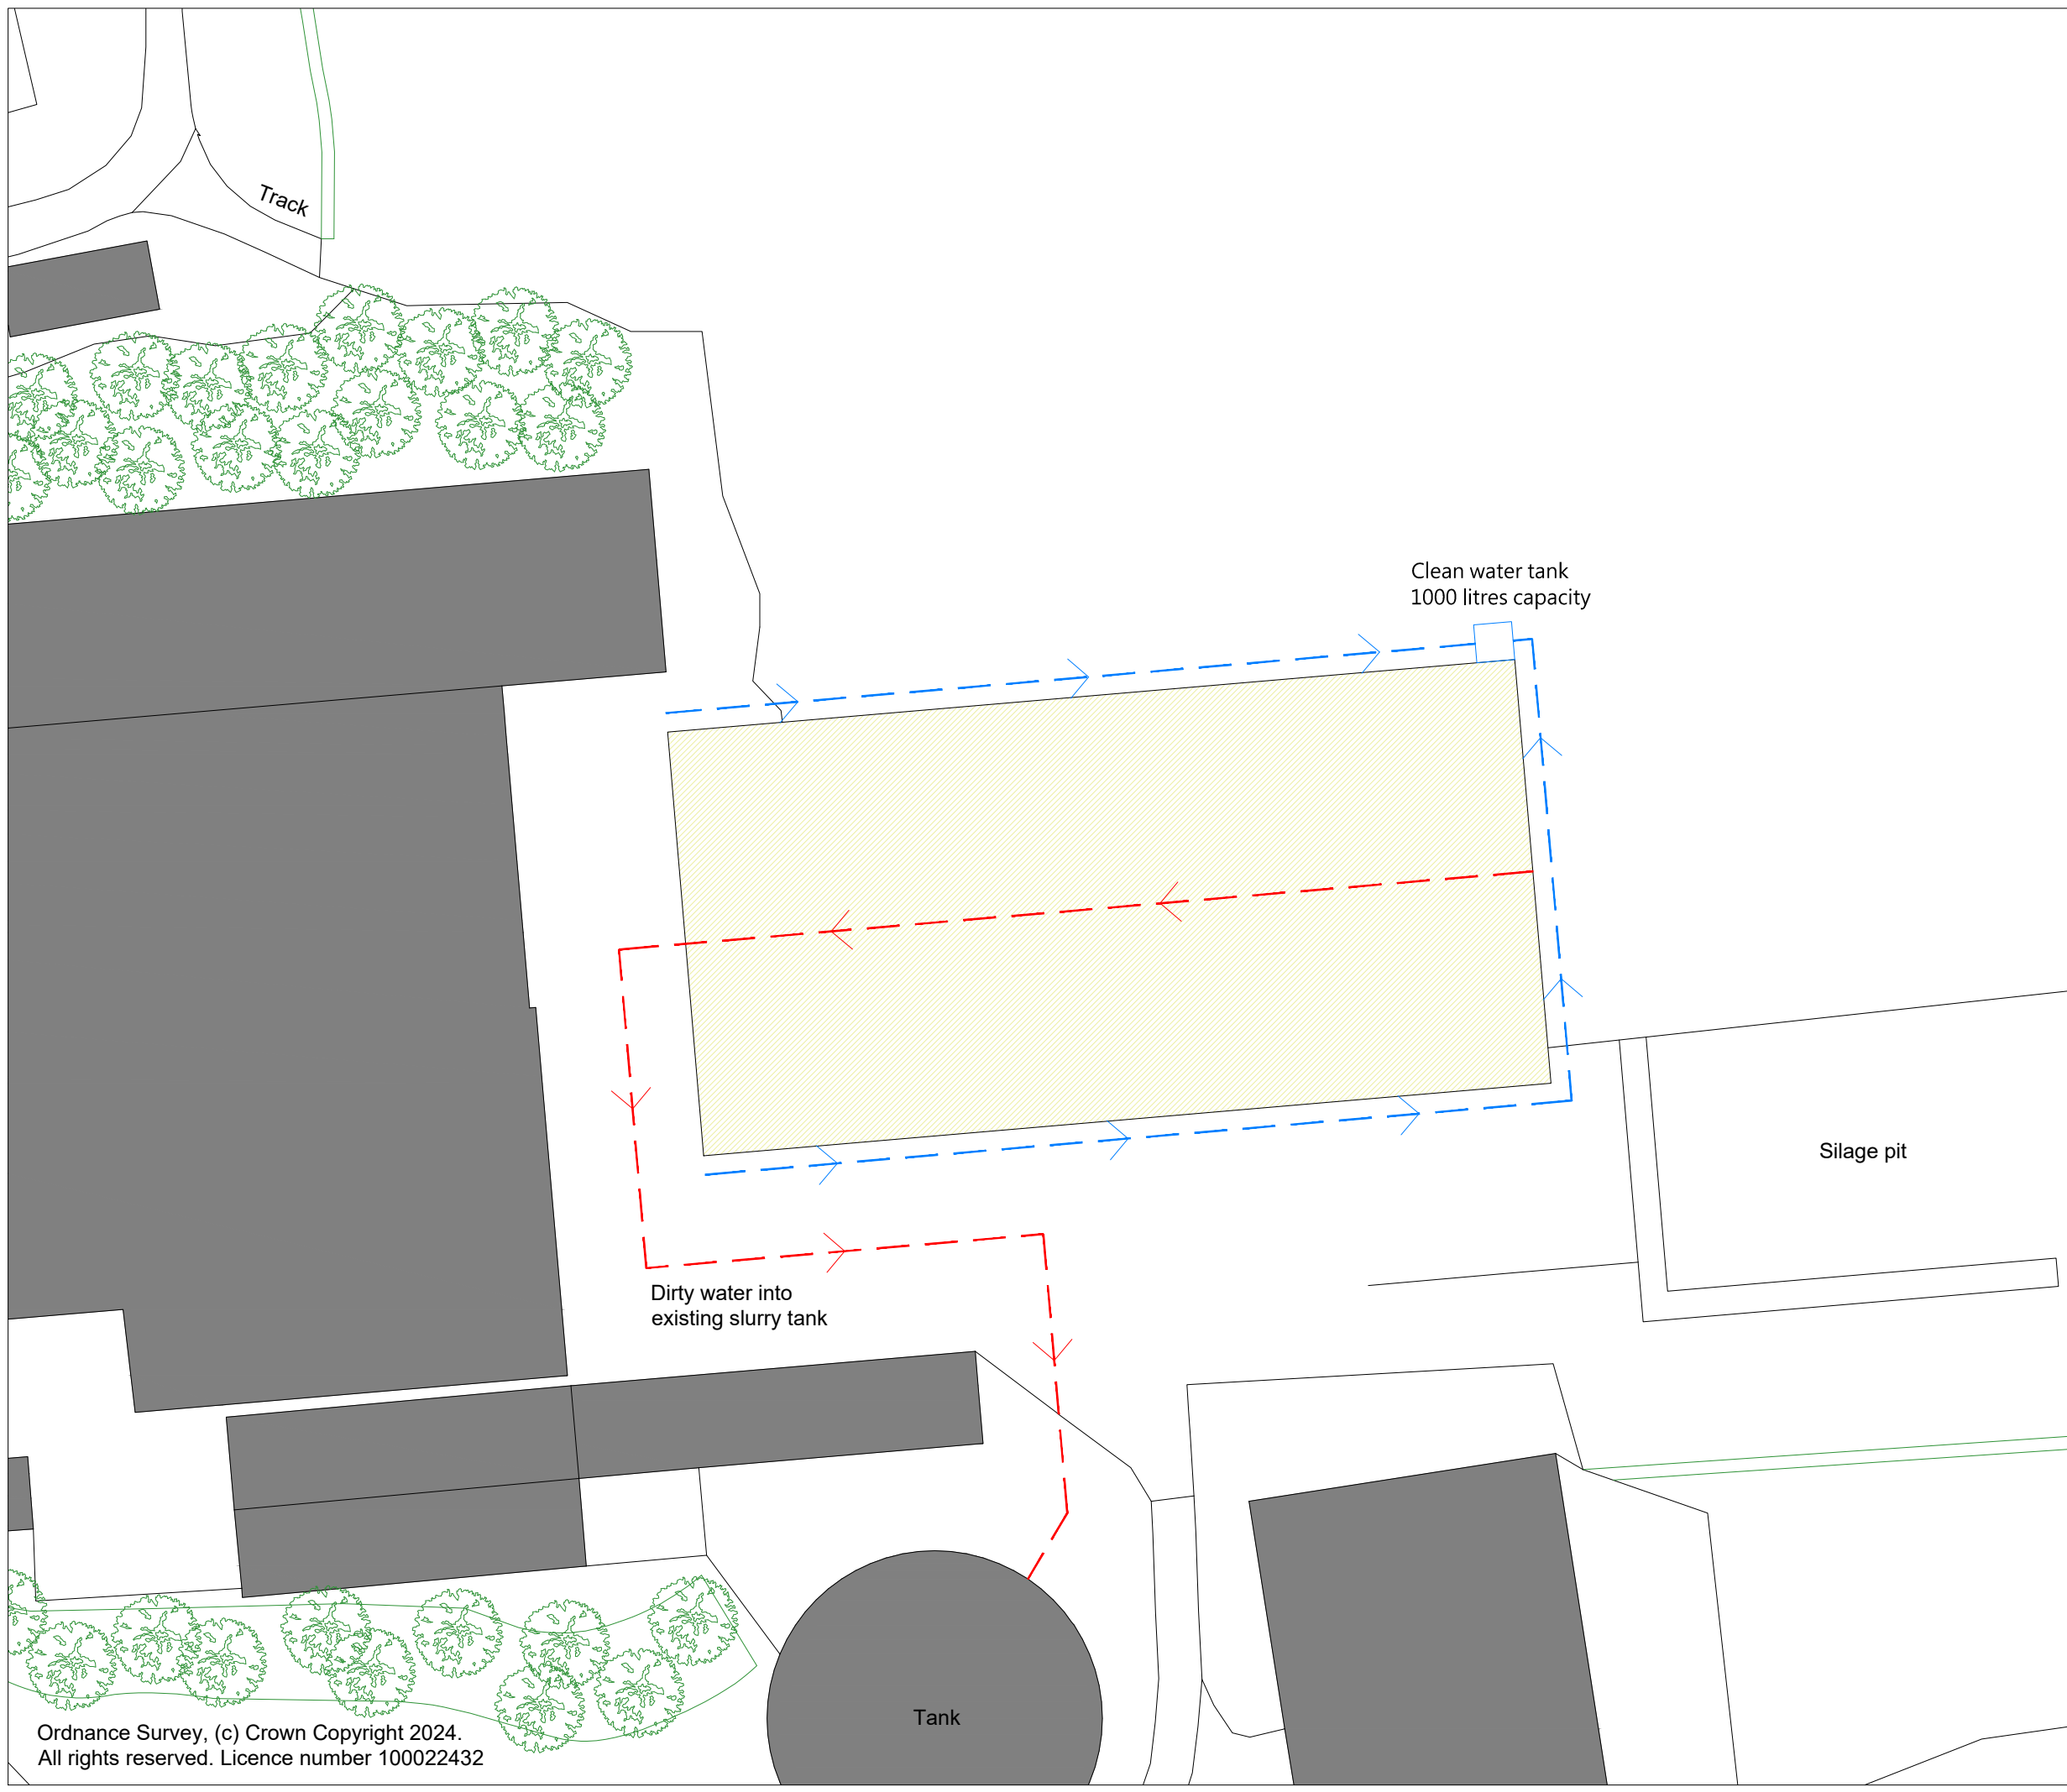 Track
Clean water tank
1000 litres capacity
Silage pit
Dirty water into
existing slurry tank
Tank
Ordnance Survey, (c) Crown Copyright 2024.
All rights reserved. Licence number 100022432